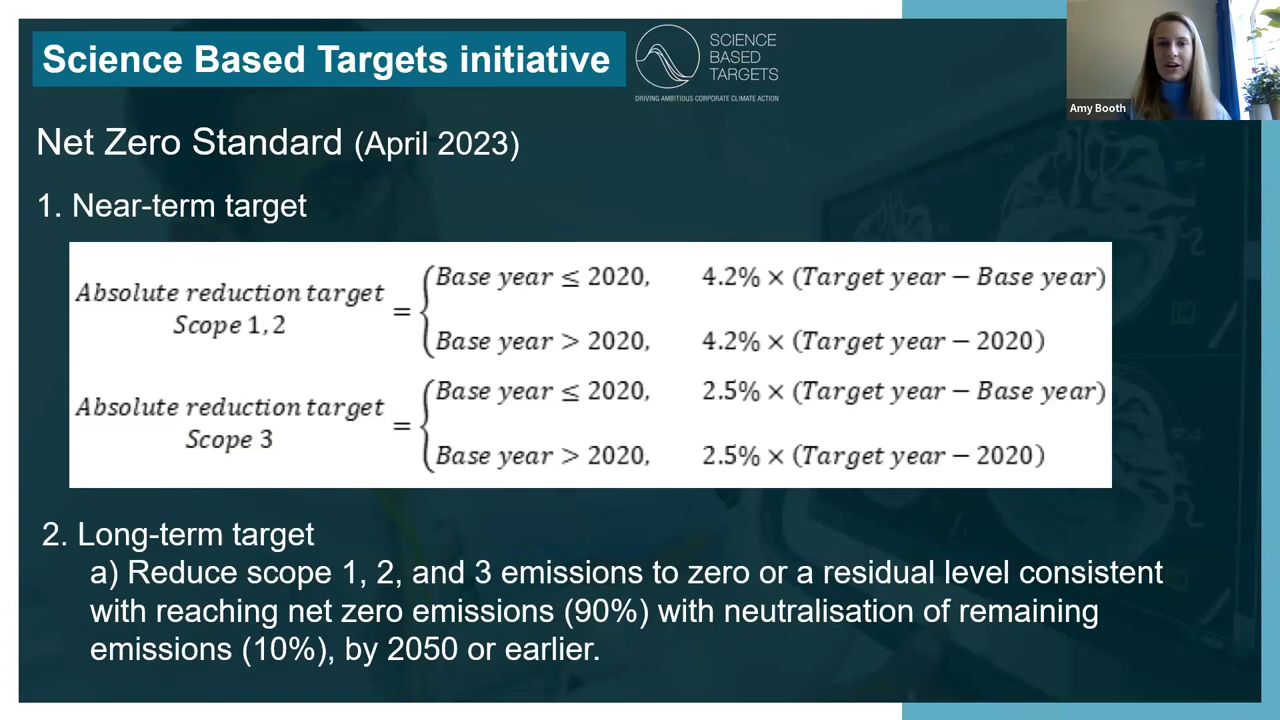 Science Based Targets initiative
SCIENCE
BASED
TARGETS
DRIVING AMBITIOUS CORPORATE CLIMATE ACTION
Amy Booth
Net Zero Standard (April 2023)
1. Near-term target
Absolute reduction target
Scope 1, 2
=
{
Base year ≤ 2020, 4.2% × (Target year − Base year)
Base year > 2020, 4.2% × (Target year − 2020)
Absolute reduction target
Scope 3
=
{
Base year ≤ 2020, 2.5% × (Target year − Base year)
Base year > 2020, 2.5% × (Target year − 2020)
2. Long-term target
a) Reduce scope 1, 2, and 3 emissions to zero or a residual level consistent
with reaching net zero emissions (90%) with neutralisation of remaining
emissions (10%), by 2050 or earlier.